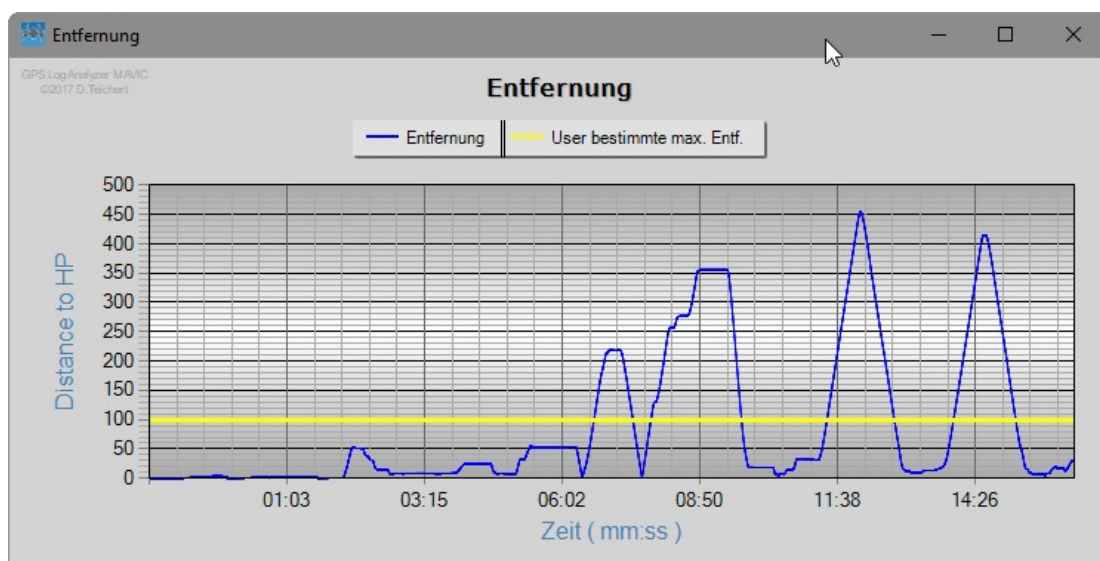 Entfernung
GPS LogAnalyzer MAVIC
©2017 D.Teichert
Entfernung
Entfernung
User bestimmte max. Entf.
Distance to HP
500
450
400
350
300
250
200
150
100
50
0
01:03 03:15 06:02 08:50 11:38 14:26
Zeit ( mm:ss )